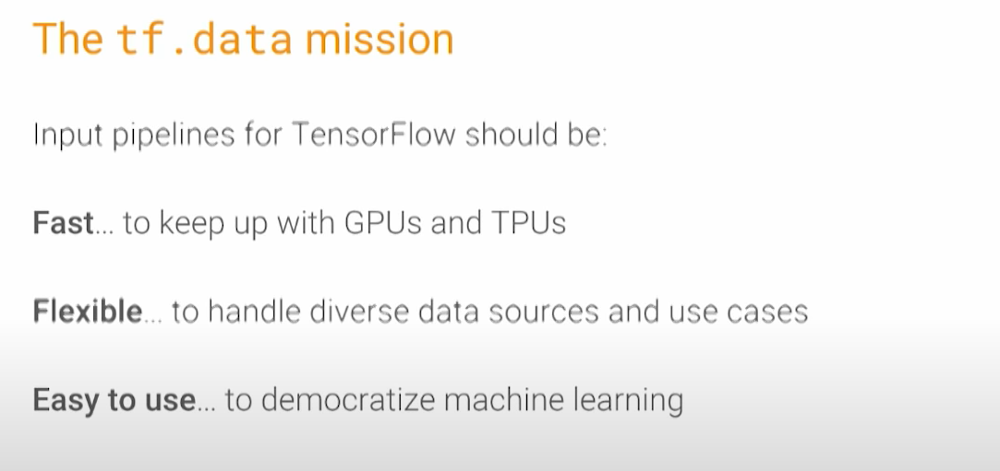 The tf.data mission
Input pipelines for TensorFlow should be:
Fast... to keep up with GPUs and TPUs
Flexible... to handle diverse data sources and use cases
Easy to use... to democratize machine learning